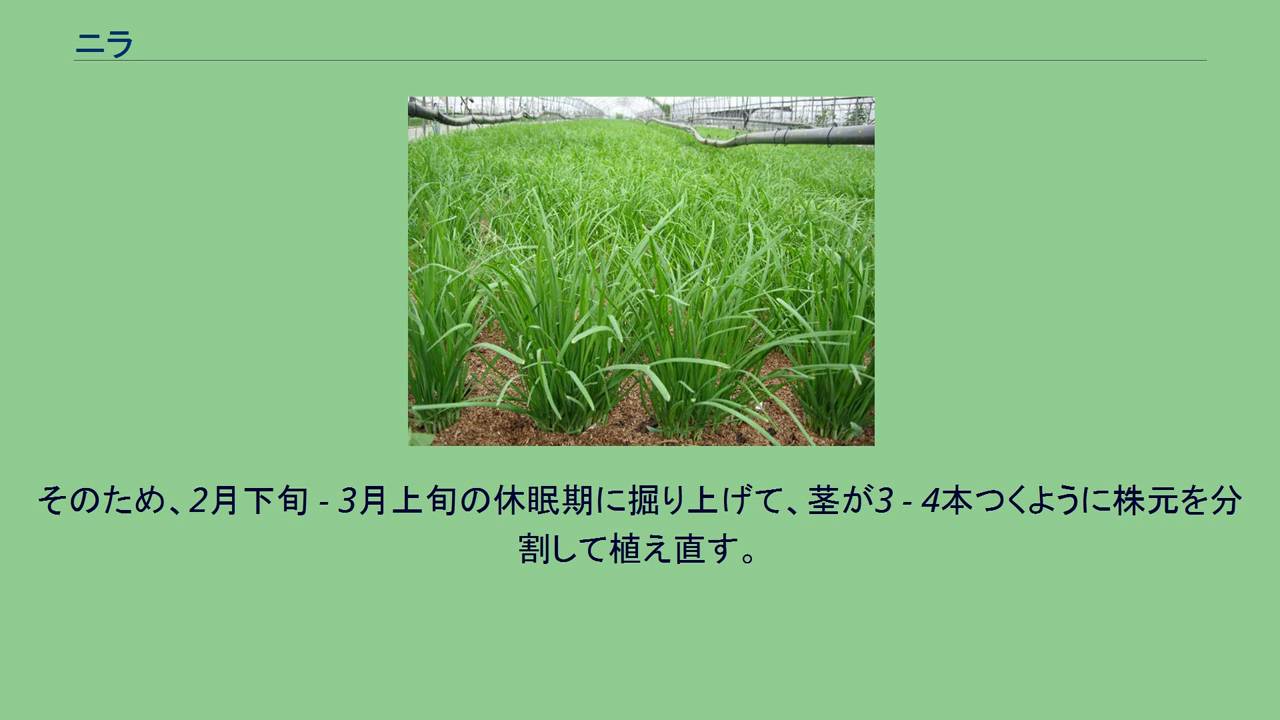 ニラ
そのため、2月下旬 - 3月上旬の休眠期に掘り上げて、茎が3 - 4本つくように株元を分
割して植え直す。